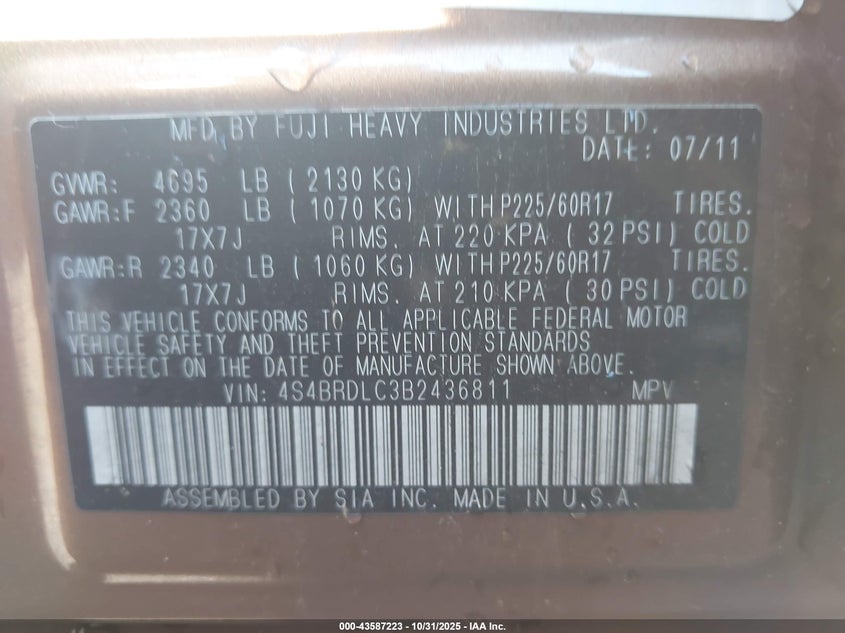 MFD. BY FUJI HEAVY INDUSTRIES LTD.
DATE: 07/11
GVWR: 4695 LB ( 2130 KG)
GAWR:F 2360 LB ( 1070 KG) WITH P225/60R17 TIRES.
17X7J RIMS. AT 220 KPA ( 32 PSI) COLD
GAWR:R 2340 LB ( 1060 KG) WITH P225/60R17 TIRES.
17X7J RIMS. AT 210 KPA ( 30 PSI) COLD
THIS VEHICLE CONFORMS TO ALL APPLICABLE FEDERAL MOTOR
VEHICLE SAFETY AND THEFT PREVENTION STANDARDS
IN EFFECT ON THE DATE OF MANUFACTURE SHOWN ABOVE.
VIN: 4S4BRDLC3B2436811 MPV
ASSEMBLED BY SIA INC. MADE IN U.S.A.
000-43587223 - 10/31/2025 - IAA Inc.